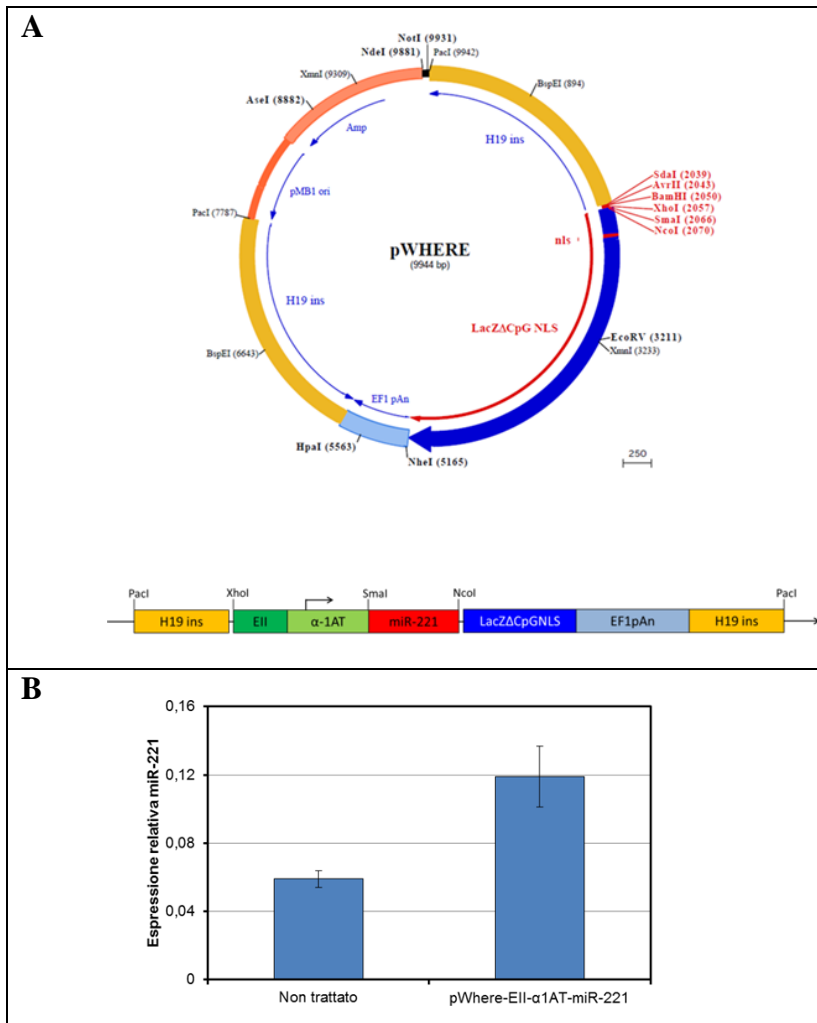 A
NotI (9931)
NdeI (9881)
PacI (9942)
XmnI (9309)
BspEI (894)
AseI (8882)
Amp
H19 ins
pMB1 ori
SdaI (2039)
AvrII (2043)
BamHI (2050)
XhoI (2057)
SmaI (2066)
NcoI (2070)
PacI (7787)
nls
pWHERE
(9944 bp)
H19 ins
LacZΔCpG NLS
EcoRV (3211)
XmnI (3233)
BspEI (6643)
EF1 pAn
HpaI (5563)
NheI (5165)
250
PacI XhoI SmaI NcoI PacI
H19 ins EII α-1AT miR-221 LacZΔCpGNLS EF1pAn H19 ins
B
Espressione relativa miR-221
0,16
0,12
0,08
0,04
0
Non trattato pWhere-EII-α1AT-miR-221